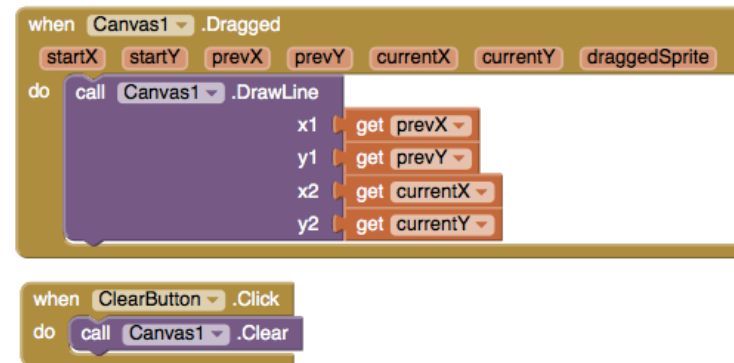 when Canvas1 .Dragged
startX startY prevX prevY currentX currentY draggedSprite
do call Canvas1 .DrawLine
x1 get prevX
y1 get prevY
x2 get currentX
y2 get currentY
when ClearButton .Click
do call Canvas1 .Clear